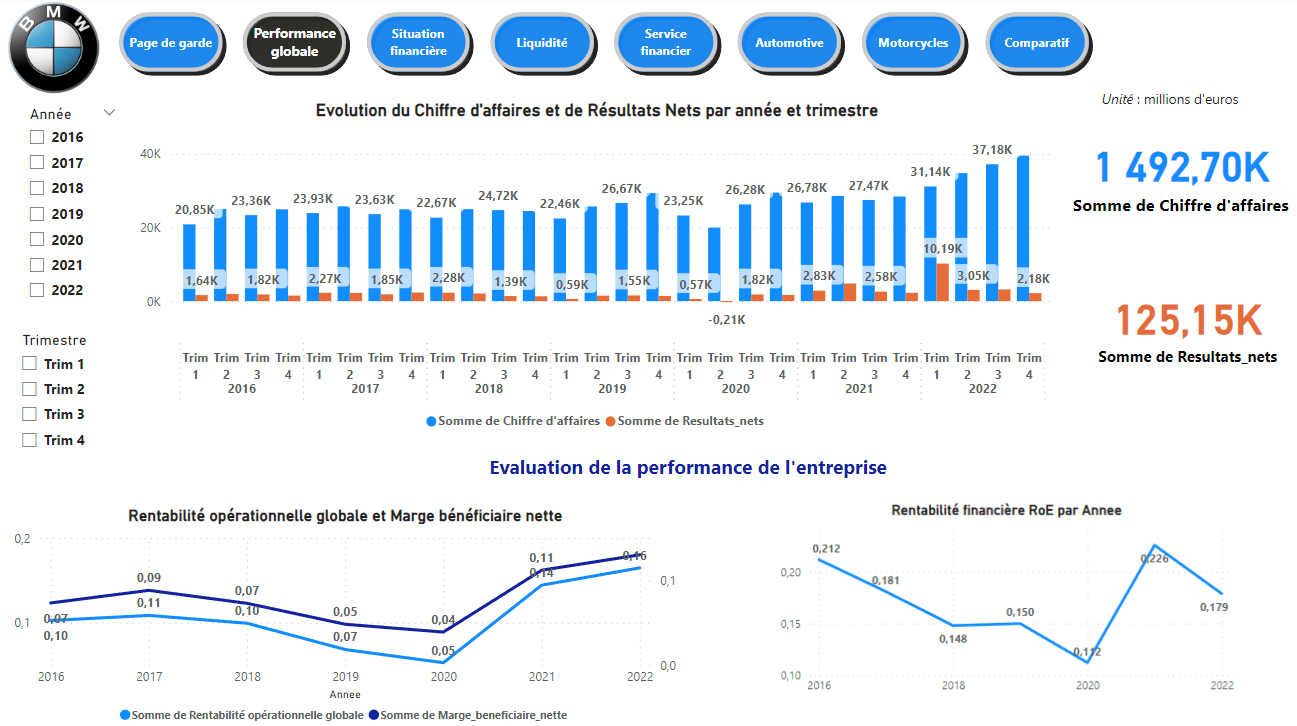 BMW
Page de garde
Performance
globale
Situation
financière
Liquidité
Service
financier
Automotive
Motorcycles
Comparatif
Année
2016
2017
2018
2019
2020
2021
2022
Trimestre
Trim 1
Trim 2
Trim 3
Trim 4
Evolution du Chiffre d'affaires et de Résultats Nets par année et trimestre
40K
20K
0K
20,85K 23,36K 23,93K 23,63K 22,67K 24,72K 22,46K 26,67K 23,25K 26,28K 26,78K 27,47K 31,14K 37,18K
1,64K 1,82K 2,27K 1,85K 2,28K 1,39K 0,59K 1,55K 0,57K -0,21K 1,82K 2,83K 2,58K 10,19K 3,05K 2,18K
Trim Trim Trim Trim Trim Trim Trim Trim Trim Trim Trim Trim Trim Trim Trim Trim Trim Trim Trim Trim Trim Trim Trim Trim Trim Trim Trim Trim
1 2 3 4 1 2 3 4 1 2 3 4 1 2 3 4 1 2 3 4 1 2 3 4 1 2 3 4
2016 2017 2018 2019 2020 2021 2022
Somme de Chiffre d'affaires Somme de Resultats_nets
Unité : millions d'euros
1 492,70K
Somme de Chiffre d'affaires
125,15K
Somme de Resultats_nets
Evaluation de la performance de l'entreprise
Rentabilité opérationnelle globale et Marge bénéficiaire nette
0,2
0,1
0,1
0,0
0,07 0,09 0,07 0,05 0,04 0,11 0,16
0,10 0,11 0,10 0,07 0,05 0,14
2016 2017 2018 2019 2020 2021 2022
Annee
Somme de Rentabilité opérationnelle globale Somme de Marge_beneficiaire_nette
Rentabilité financière RoE par Annee
0,20
0,15
0,10
0,212 0,181 0,148 0,150 0,112 0,226 0,179
2016 2018 2020 2022